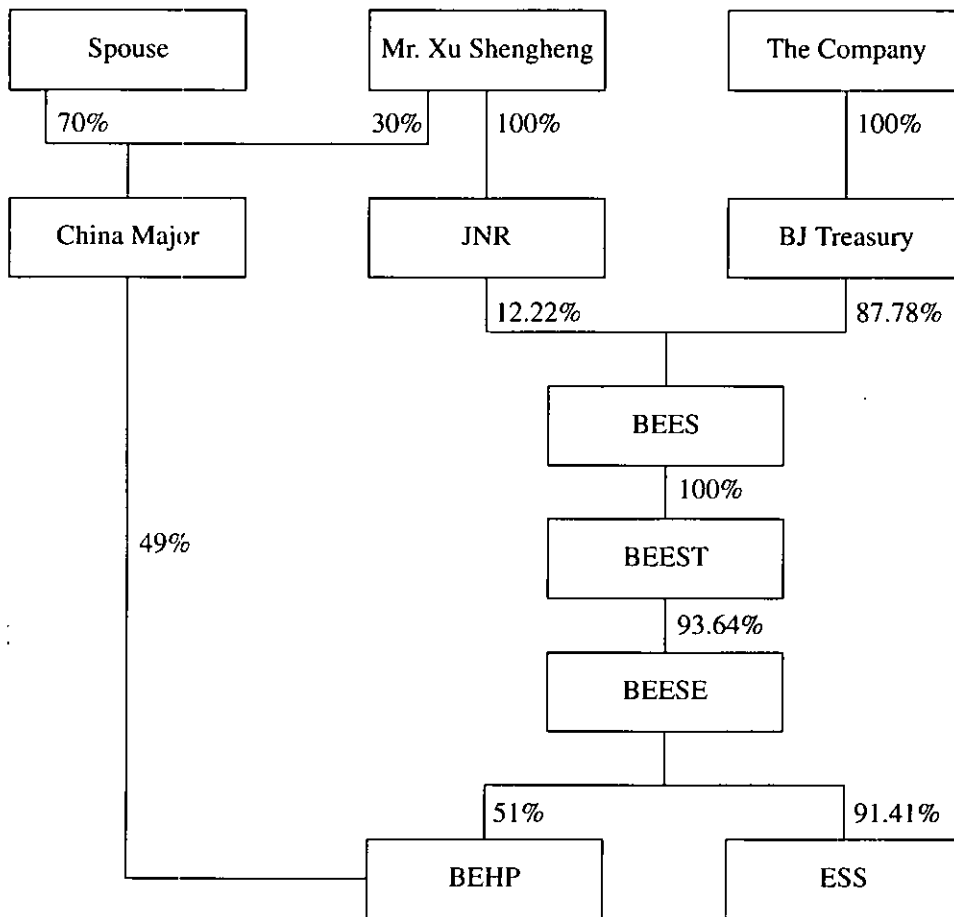 Spouse
Mr. Xu Shengheng
The Company
70%
30%
100%
100%
China Major
JNR
BJ Treasury
12.22%
87.78%
BEES
100%
49%
BEEST
93.64%
BEESE
51%
91.41%
BEHP
ESS